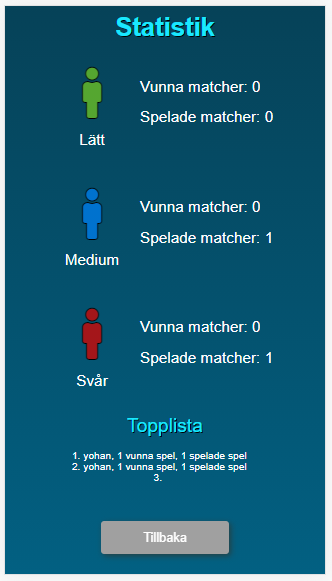 Statistik
Vunna matcher: 0
Spelade matcher: 0
Lätt
Vunna matcher: 0
Spelade matcher: 1
Medium
Vunna matcher: 0
Spelade matcher: 1
Svår
Topplista
1. yohan, 1 vunna spel, 1 spelade spel
2. yohan, 1 vunna spel, 1 spelade spel
3.
Tillbaka